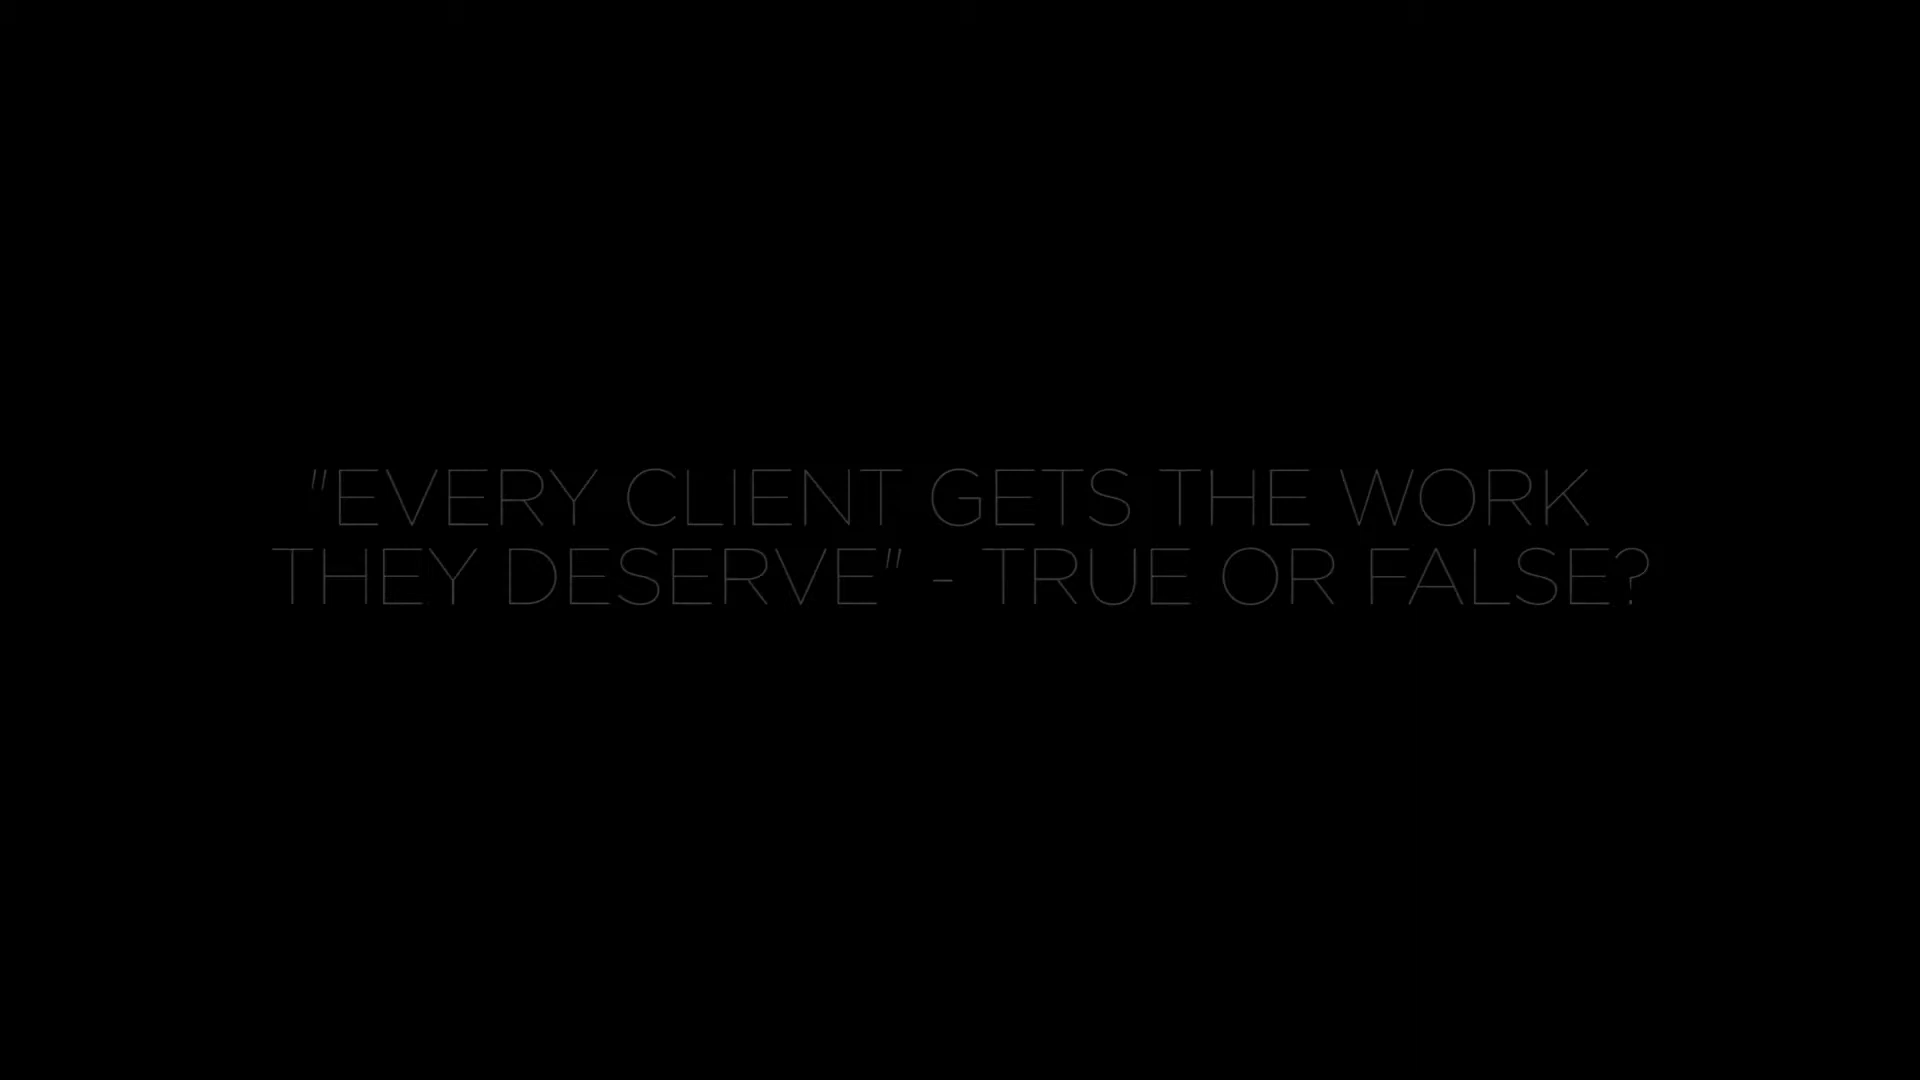 "EVERY CLIENT GETS THE WORK
THEY DESERVE" - TRUE OR FALSE?